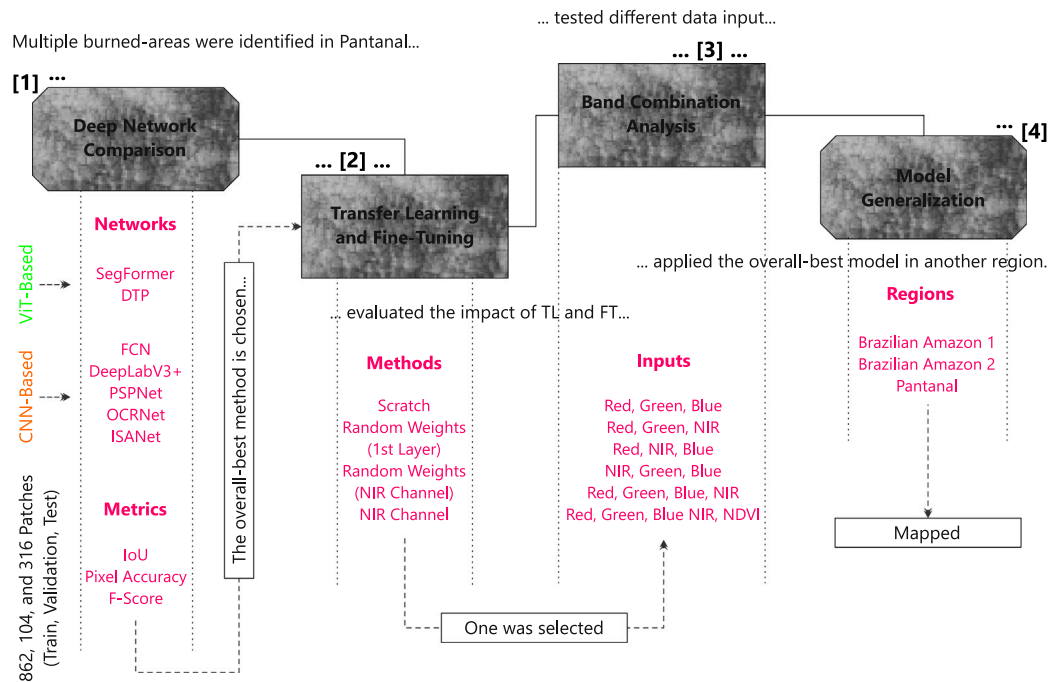 Multiple burned-areas were identified in Pantanal...
[1] ...
Deep Network
Comparison
Networks
ViT-Based
SegFormer
DTP
CNN-Based
FCN
DeepLabV3+
PSPNet
OCRNet
ISANet
862, 104, and 316 Patches
(Train, Validation, Test)
Metrics
IoU
Pixel Accuracy
F-Score
The overall-best method is chosen...
... [2] ...
Transfer Learning
and Fine-Tuning
... evaluated the impact of TL and FT...
Methods
Scratch
Random Weights
(1st Layer)
Random Weights
(NIR Channel)
NIR Channel
One was selected
... tested different data input...
... [3] ...
Band Combination
Analysis
Inputs
Red, Green, Blue
Red, Green, NIR
Red, NIR, Blue
NIR, Green, Blue
Red, Green, Blue, NIR
Red, Green, Blue NIR, NDVI
... [4]
Model
Generalization
... applied the overall-best model in another region.
Regions
Brazilian Amazon 1
Brazilian Amazon 2
Pantanal
Mapped